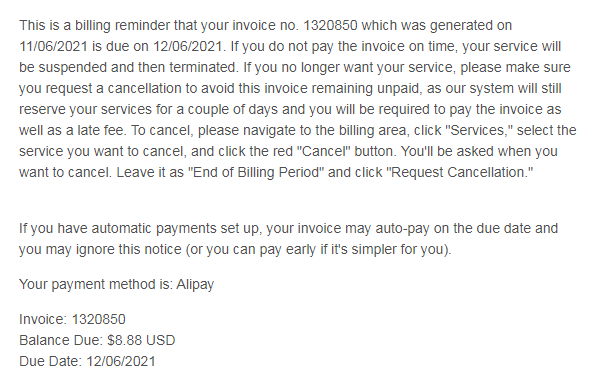 This is a billing reminder that your invoice no. 1320850 which was generated on
11/06/2021 is due on 12/06/2021. If you do not pay the invoice on time, your service will
be suspended and then terminated. If you no longer want your service, please make sure
you request a cancellation to avoid this invoice remaining unpaid, as our system will still
reserve your services for a couple of days and you will be required to pay the invoice as
well as a late fee. To cancel, please navigate to the billing area, click "Services," select the
service you want to cancel, and click the red "Cancel" button. You'll be asked when you
want to cancel. Leave it as "End of Billing Period" and click "Request Cancellation."
If you have automatic payments set up, your invoice may auto-pay on the due date and
you may ignore this notice (or you can pay early if it's simpler for you).
Your payment method is: Alipay
Invoice: 1320850
Balance Due: $8.88 USD
Due Date: 12/06/2021